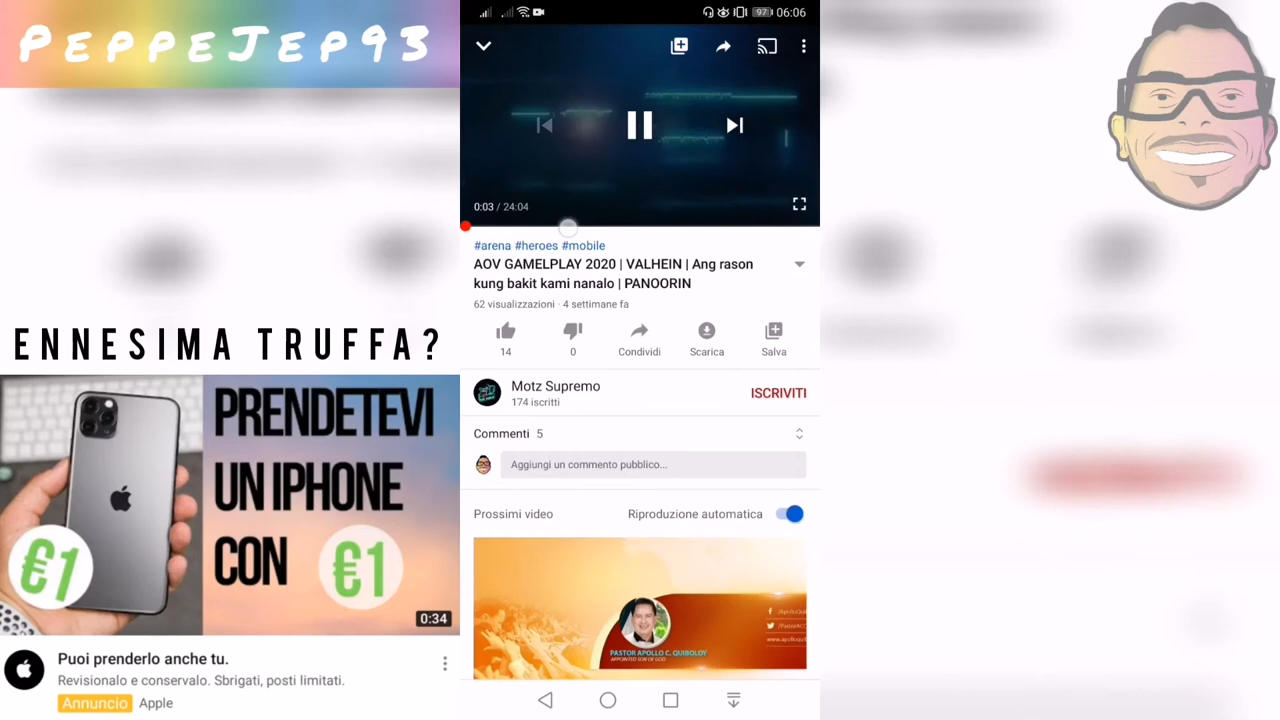 PeppeJep93
ENNESIMA TRUFFA?
PRENDETEVI
UN IPHONE
CON €1
€1
0:34
Puoi prenderlo anche tu.
Revisionalo e conservalo. Sbrigati, posti limitati.
Annuncio Apple
97 06:06
0:03 / 24:04
#arena #heroes #mobile
AOV GAMELPLAY 2020 | VALHEIN | Ang rason
kung bakit kami nanalo | PANOORIN
62 visualizzazioni · 4 settimane fa
14 0 Condividi Scarica Salva
Motz Supremo
174 iscritti
ISCRIVITI
Commenti 5
Aggiungi un commento pubblico...
Prossimi video Riproduzione automatica
PASTOR APOLLO C. QUIBOLOY
APPOINTED SON OF GOD